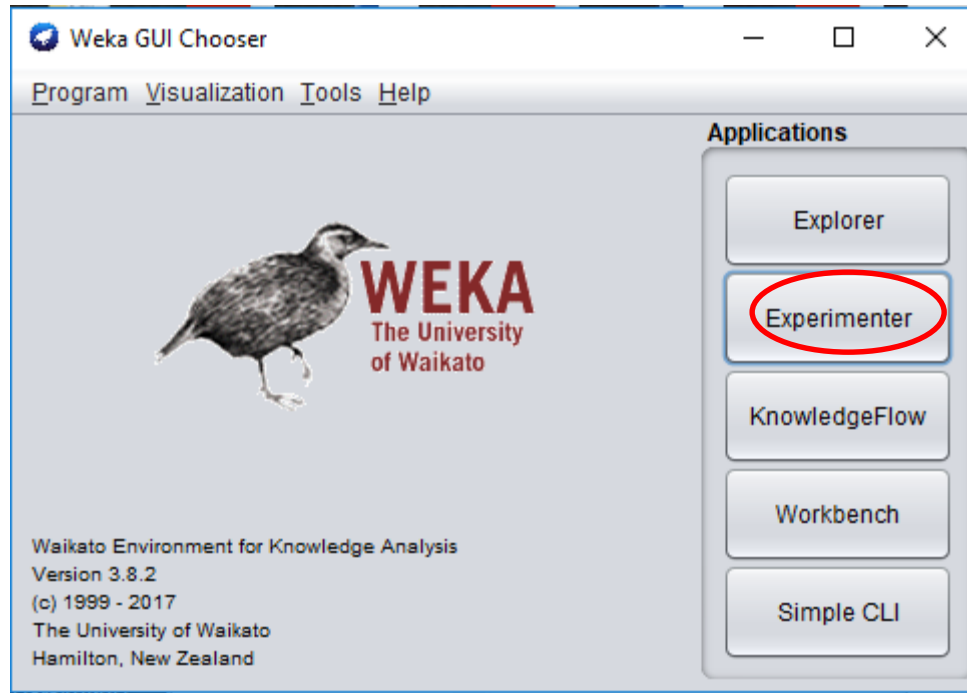 Weka GUI Chooser
Program Visualization Tools Help
Applications
Explorer
WEKA
The University
of Waikato
Experimenter
KnowledgeFlow
Workbench
Simple CLI
Waikato Environment for Knowledge Analysis
Version 3.8.2
(c) 1999 - 2017
The University of Waikato
Hamilton, New Zealand